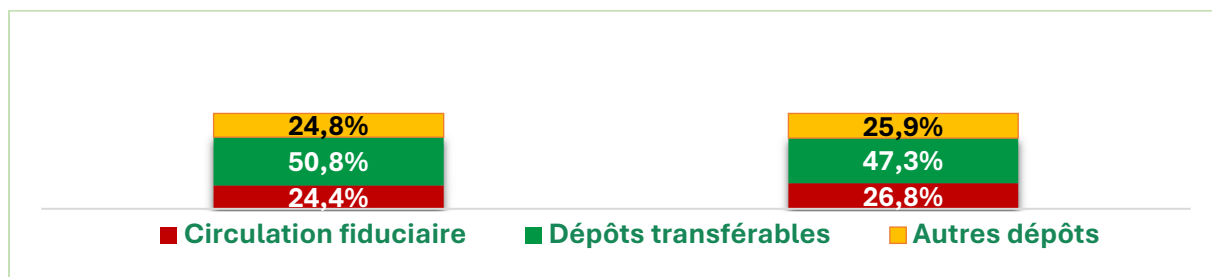 24,8% 25,9%
50,8% 47,3%
24,4% 26,8%
Circulation fiduciaire Dépôts transférables Autres dépôts